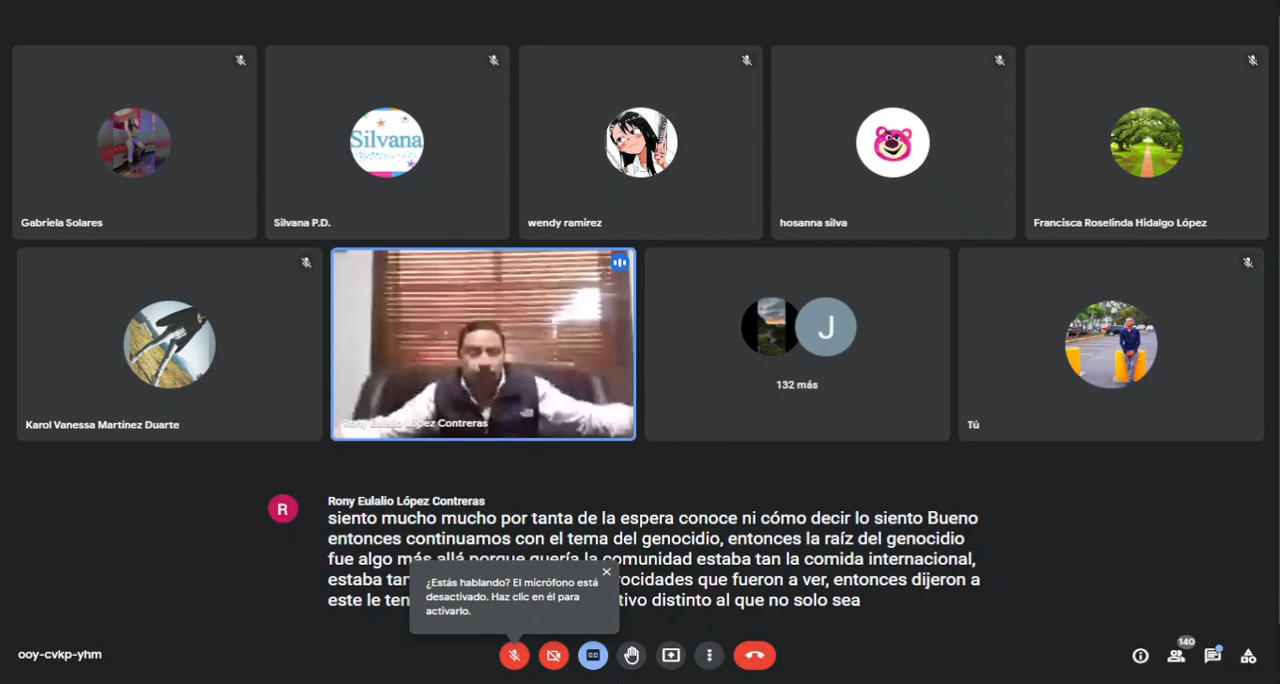 Silvana
Gabriela Solares
Silvana P.D.
wendy ramirez
hosanna silva
Francisca Roselinda Hidalgo López
J
132 más
Karol Vanessa Martínez Duarte
Rony Eulalio López Contreras
Tú
R
Rony Eulalio López Contreras
siento mucho mucho por tanta de la espera conoce ni cómo decir lo siento Bueno
entonces continuamos con el tema del genocidio, entonces la raíz del genocidio
fue algo más allá porque quería la comunidad estaba tan la comida internacional,
estaba rocidades que fueron a ver, entonces dijeron a
este le tivo distinto al que no solo sea
¿Estás hablando? El micrófono está
desactivado. Haz clic en él para
activarlo.
ooy-cvkp-yhm
140